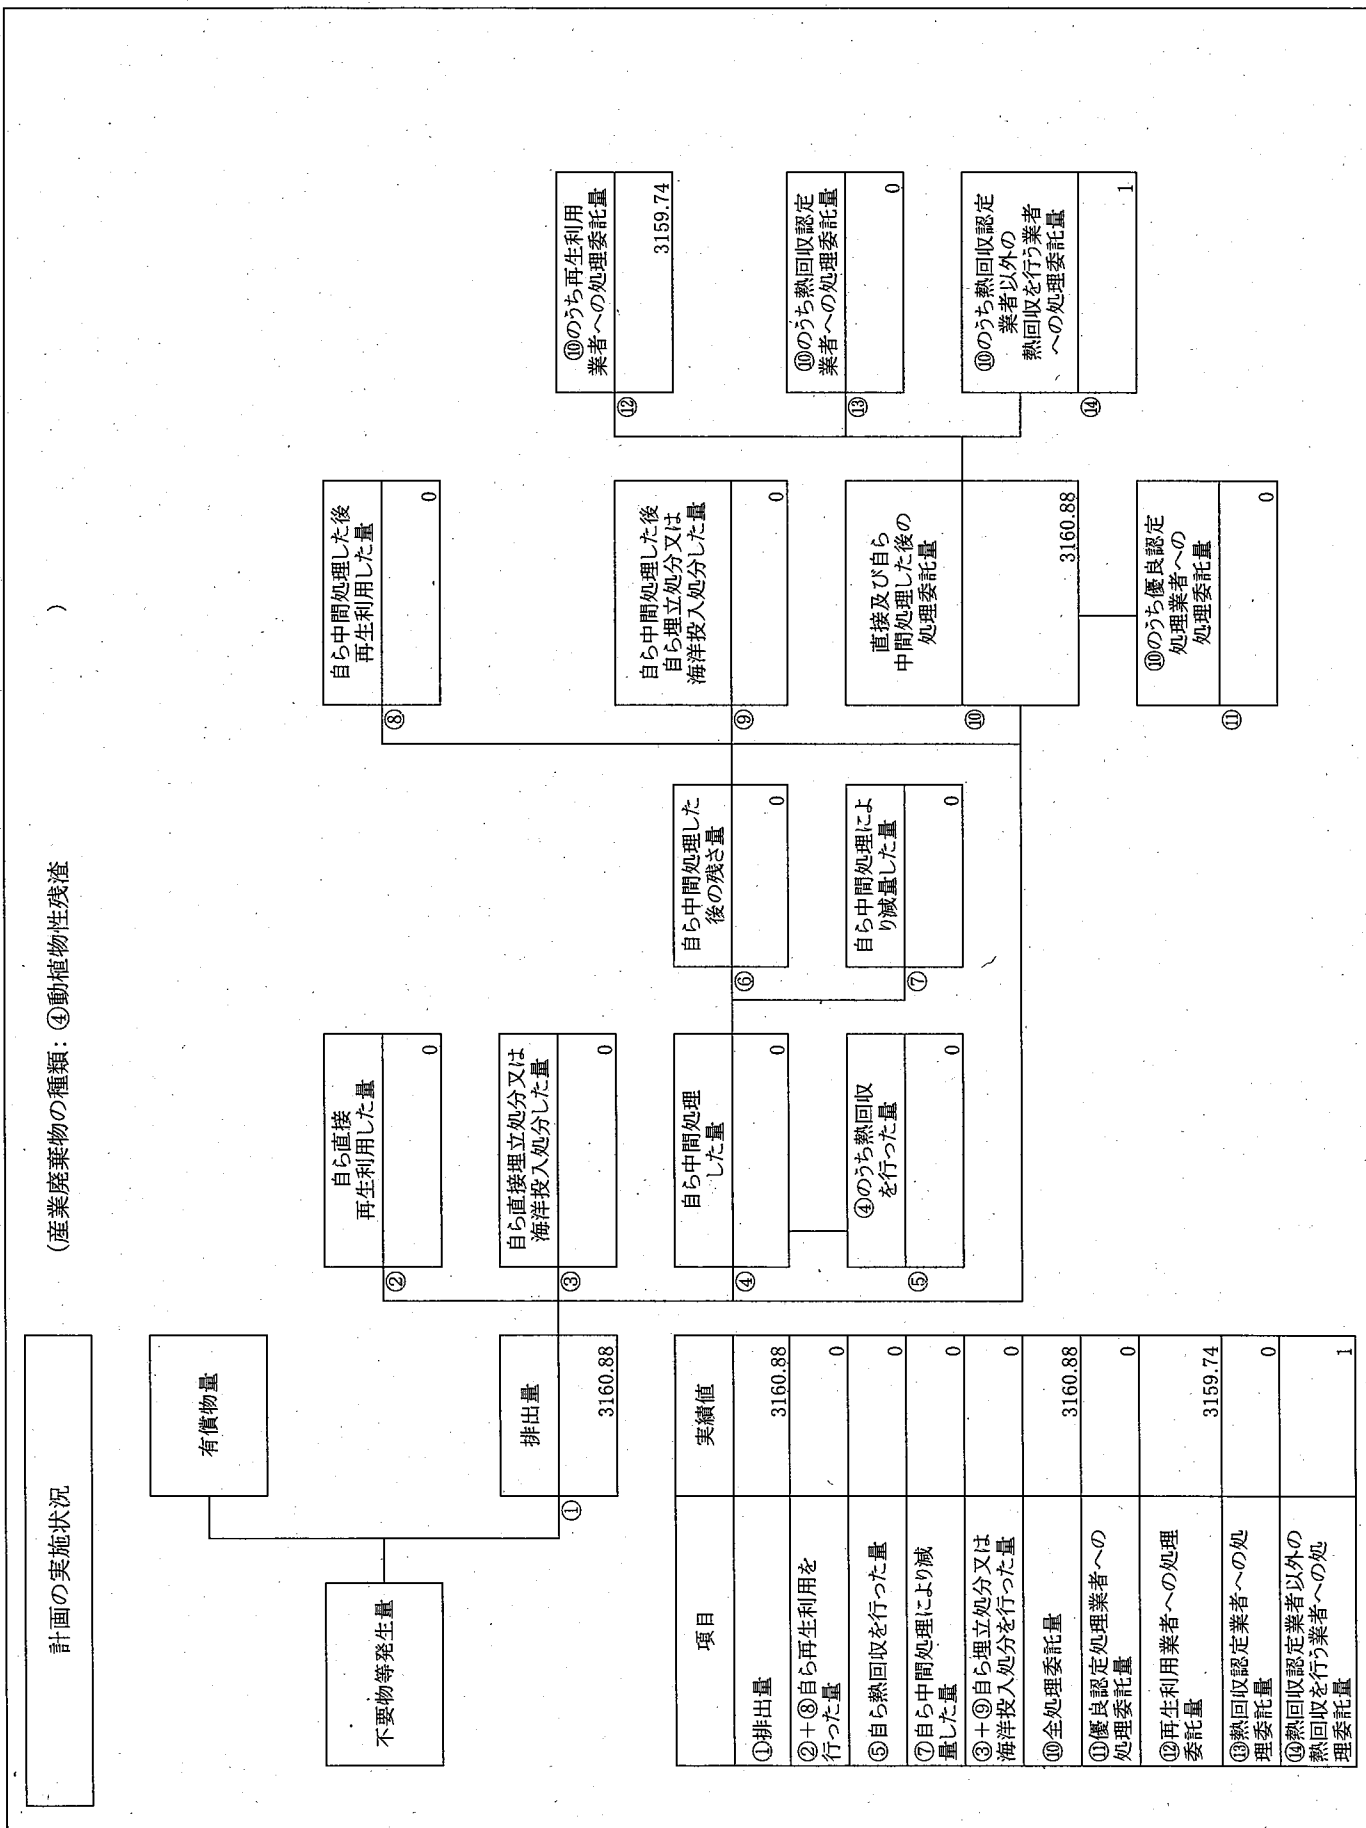 計画の実施状況
(産業廃棄物の種類：④動植物性残渣
)
不要物等発生量
有償物量
排出量
①
3160.88
自ら直接
再生利用した量
②
0
自ら直接埋立処分又は
海洋投入処分した量
③
0
自ら中間処理
した量
④
0
④のうち熱回収
を行った量
⑤
0
自ら中間処理した
後の残さ量
⑥
0
自ら中間処理によ
り減量した量
⑦
0
自ら中間処理した後
再生利用した量
⑧
0
自ら中間処理した後
自ら埋立処分又は
海洋投入処分した量
⑨
0
直接及び自ら
中間処理した後の
処理委託量
⑩
3160.88
⑩のうち優良認定
処理業者への
処理委託量
⑪
0
⑩のうち再生利用
業者への処理委託量
⑫
3159.74
⑩のうち熱回収認定
業者への処理委託量
⑬
0
⑩のうち熱回収認定
業者以外の
熱回収を行う業者
への処理委託量
⑭
1
項目 実績値
①排出量 3160.88
②＋⑧自ら再生利用を
行った量 0
⑤自ら熱回収を行った量 0
⑦自ら中間処理により減
量した量 0
③＋⑨自ら埋立処分又は
海洋投入処分を行った量 0
⑩全処理委託量 3160.88
⑪優良認定処理業者への
処理委託量 0
⑫再生利用業者への処理
委託量 3159.74
⑬熱回収認定業者への処
理委託量 0
⑭熱回収認定業者以外の
熱回収を行う業者への処
理委託量 1